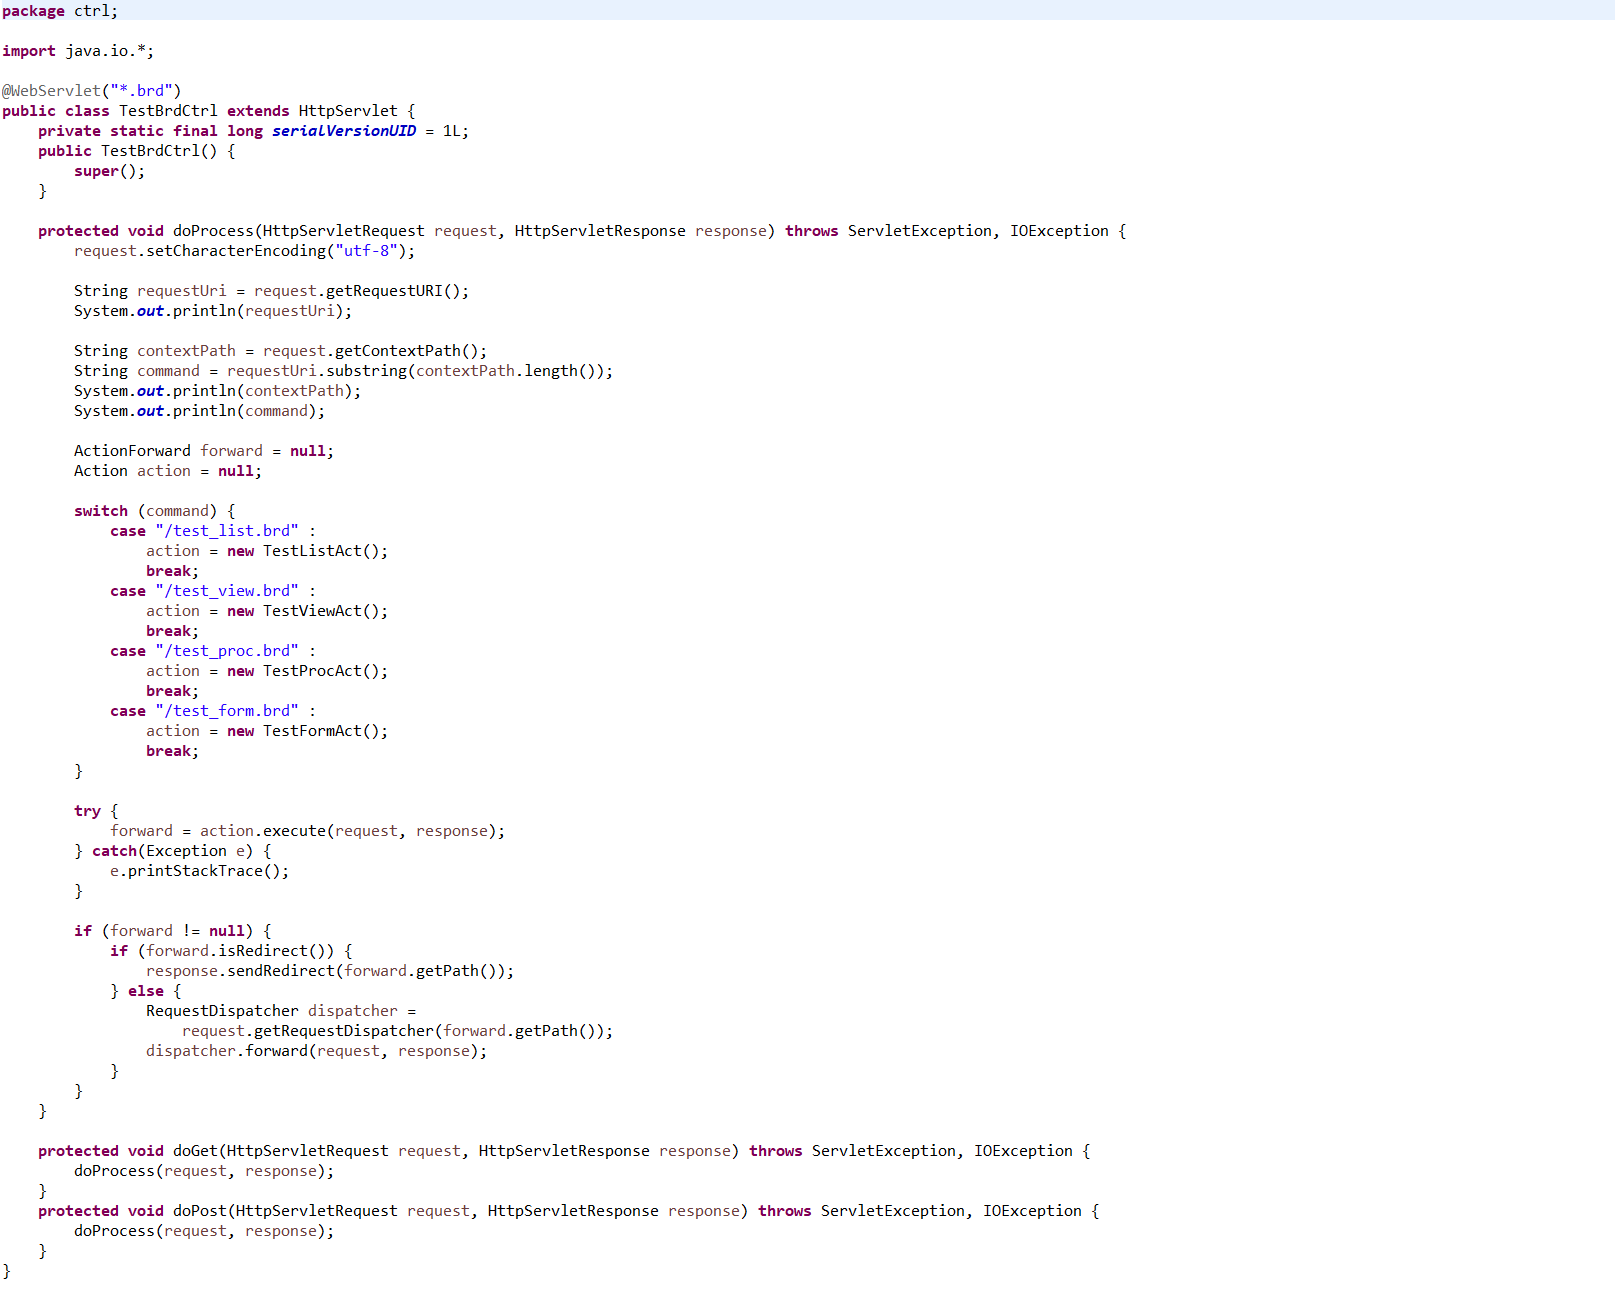 package ctrl;

import java.io.*;

@WebServlet("*.brd")
public class TestBrdCtrl extends HttpServlet {
    private static final long serialVersionUID = 1L;
    public TestBrdCtrl() {
        super();
    }

    protected void doProcess(HttpServletRequest request, HttpServletResponse response) throws ServletException, IOException {
        request.setCharacterEncoding("utf-8");

        String requestUri = request.getRequestURI();
        System.out.println(requestUri);

        String contextPath = request.getContextPath();
        String command = requestUri.substring(contextPath.length());
        System.out.println(contextPath);
        System.out.println(command);

        ActionForward forward = null;
        Action action = null;

        switch (command) {
            case "/test_list.brd" :
                action = new TestListAct();
                break;
            case "/test_view.brd" :
                action = new TestViewAct();
                break;
            case "/test_proc.brd" :
                action = new TestProcAct();
                break;
            case "/test_form.brd" :
                action = new TestFormAct();
                break;
        }

        try {
            forward = action.execute(request, response);
        } catch(Exception e) {
            e.printStackTrace();
        }

        if (forward != null) {
            if (forward.isRedirect()) {
                response.sendRedirect(forward.getPath());
            } else {
                RequestDispatcher dispatcher =
                    request.getRequestDispatcher(forward.getPath());
                dispatcher.forward(request, response);
            }
        }
    }

    protected void doGet(HttpServletRequest request, HttpServletResponse response) throws ServletException, IOException {
        doProcess(request, response);
    }
    protected void doPost(HttpServletRequest request, HttpServletResponse response) throws ServletException, IOException {
        doProcess(request, response);
    }
}